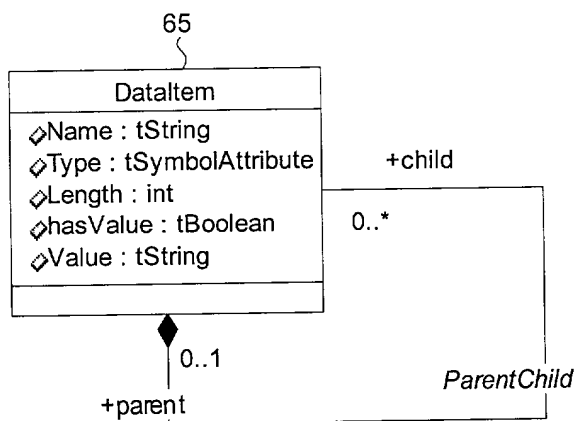 65
DataItem
Name : tString
Type : tSymbolAttribute
Length : int
hasValue : tBoolean
Value : tString
+child
0..*
0..1
ParentChild
+parent